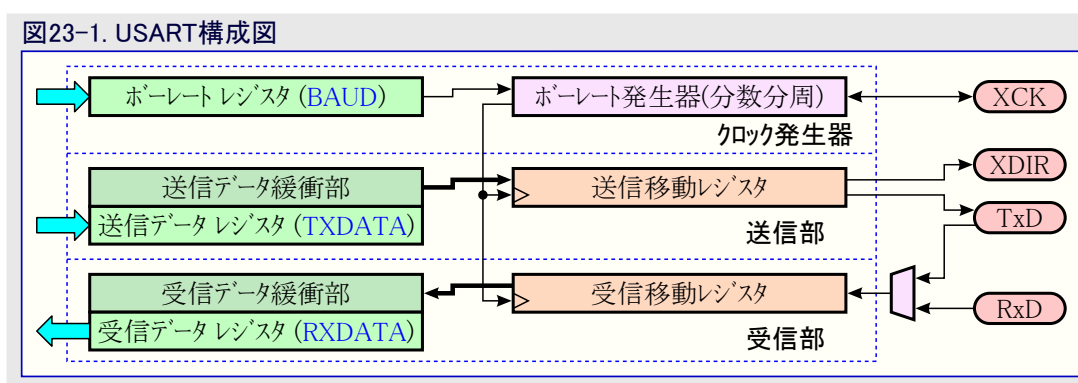 図23-1. USART構成図
ボーレート レジスタ (BAUD)
ボーレート発生器(分数分周)
XCK
クロック発生器
XDIR
送信データ緩衝部
送信移動レジスタ
送信データ レジスタ (TXDATA)
TxD
送信部
受信データ緩衝部
受信移動レジスタ
RxD
受信データ レジスタ (RXDATA)
受信部